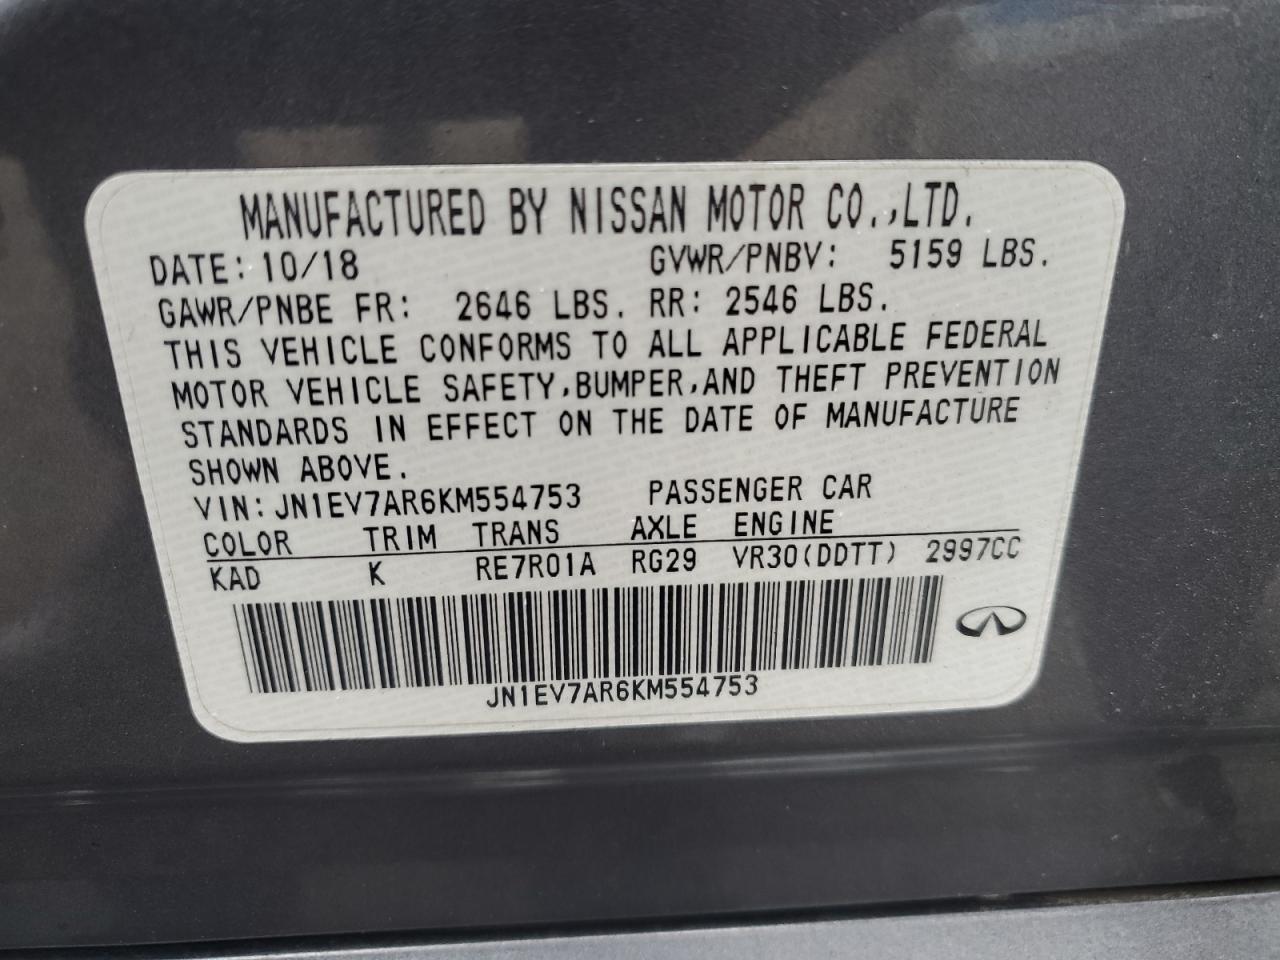 MANUFACTURED BY NISSAN MOTOR CO.,LTD.
DATE: 10/18 GVWR/PNBV: 5159 LBS.
GAWR/PNBE FR: 2646 LBS. RR: 2546 LBS.
THIS VEHICLE CONFORMS TO ALL APPLICABLE FEDERAL
MOTOR VEHICLE SAFETY,BUMPER,AND THEFT PREVENTION
STANDARDS IN EFFECT ON THE DATE OF MANUFACTURE
SHOWN ABOVE.
VIN:JN1EV7AR6KM554753 PASSENGER CAR
COLOR TRIM TRANS AXLE ENGINE
KAD K RE7R01A RG29 VR30(DDTT) 2997CC
JN1EV7AR6KM554753